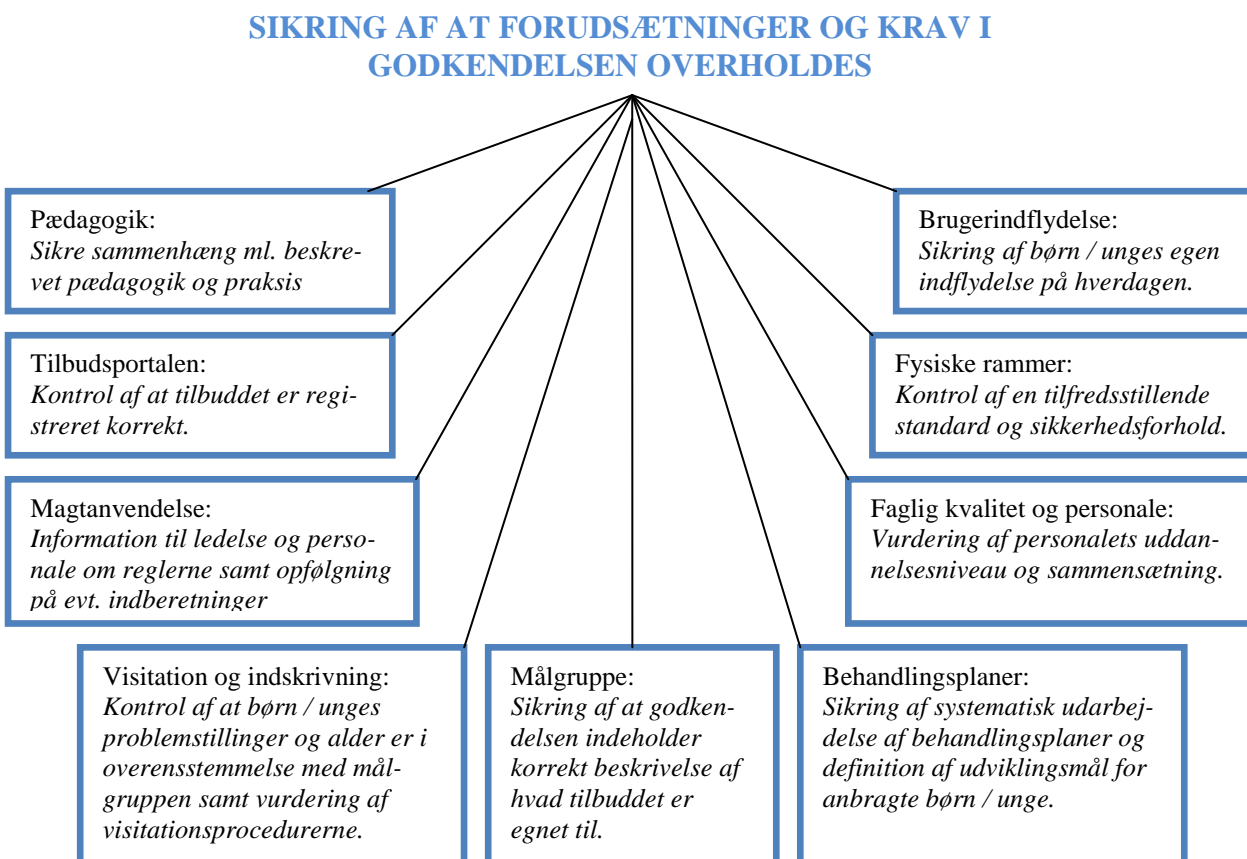 SIKRING AF AT FORUDSÆTNINGER OG KRAV I
GODKENDELSEN OVERHOLDES
Pædagogik:
Sikre sammenhæng ml. beskre-
vet pædagogik og praksis
Brugerindflydelse:
Sikring af børn / unges egen
indflydelse på hverdagen.
Tilbudsportalen:
Kontrol af at tilbuddet er regi-
streret korrekt.
Fysiske rammer:
Kontrol af en tilfredsstillende
standard og sikkerhedsforhold.
Magtanvendelse:
Information til ledelse og perso-
nale om reglerne samt opfølgning
på evt. indberetninger
Faglig kvalitet og personale:
Vurdering af personalets uddan-
nelsesniveau og sammensætning.
Visitation og indskrivning:
Kontrol af at børn / unges
problemstillinger og alder er i
overensstemmelse med mål-
gruppen samt vurdering af
visitationsprocedurerne.
Målgruppe:
Sikring af at godken-
delsen indeholder
korrekt beskrivelse af
hvad tilbuddet er
egnet til.
Behandlingsplaner:
Sikring af systematisk udarbej-
delse af behandlingsplaner og
definition af udviklingsmål for
anbragte børn / unge.